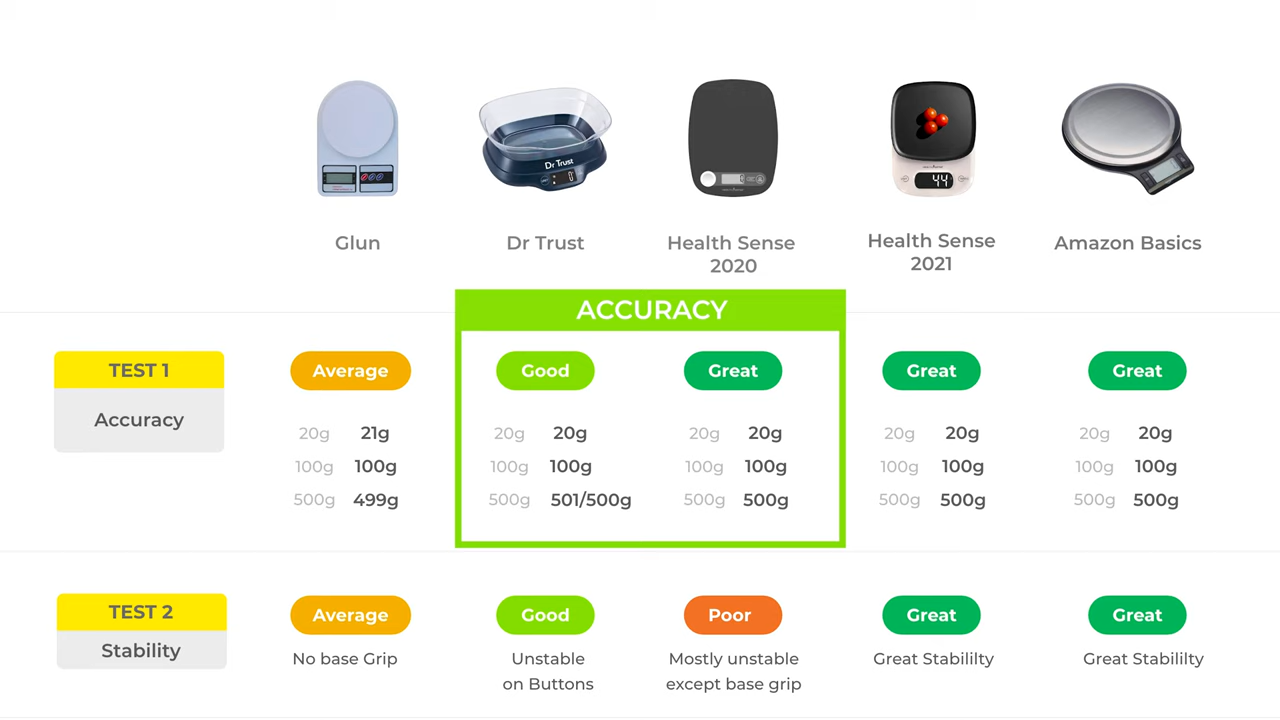 Dr Trust
44
Glun
Dr Trust
Health Sense
2020
Health Sense
2021
Amazon Basics
ACCURACY
TEST 1
Accuracy
Average
Good
Great
Great
Great
20g 21g
100g 100g
500g 499g
20g 20g
100g 100g
500g 501/500g
20g 20g
100g 100g
500g 500g
20g 20g
100g 100g
500g 500g
20g 20g
100g 100g
500g 500g
TEST 2
Stability
Average
No base Grip
Good
Unstable
on Buttons
Poor
Mostly unstable
except base grip
Great
Great Stabililty
Great
Great Stabililty